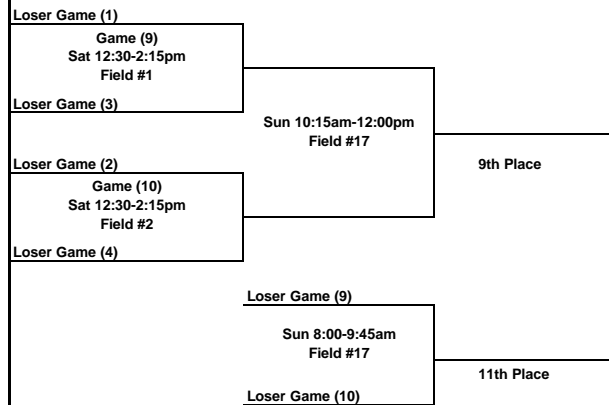 Loser Game (1)
Game (9)
Sat 12:30-2:15pm
Field #1
Loser Game (3)
Sun 10:15am-12:00pm
Field #17
Loser Game (2)
9th Place
Game (10)
Sat 12:30-2:15pm
Field #2
Loser Game (4)
Loser Game (9)
Sun 8:00-9:45am
Field #17
11th Place
Loser Game (10)